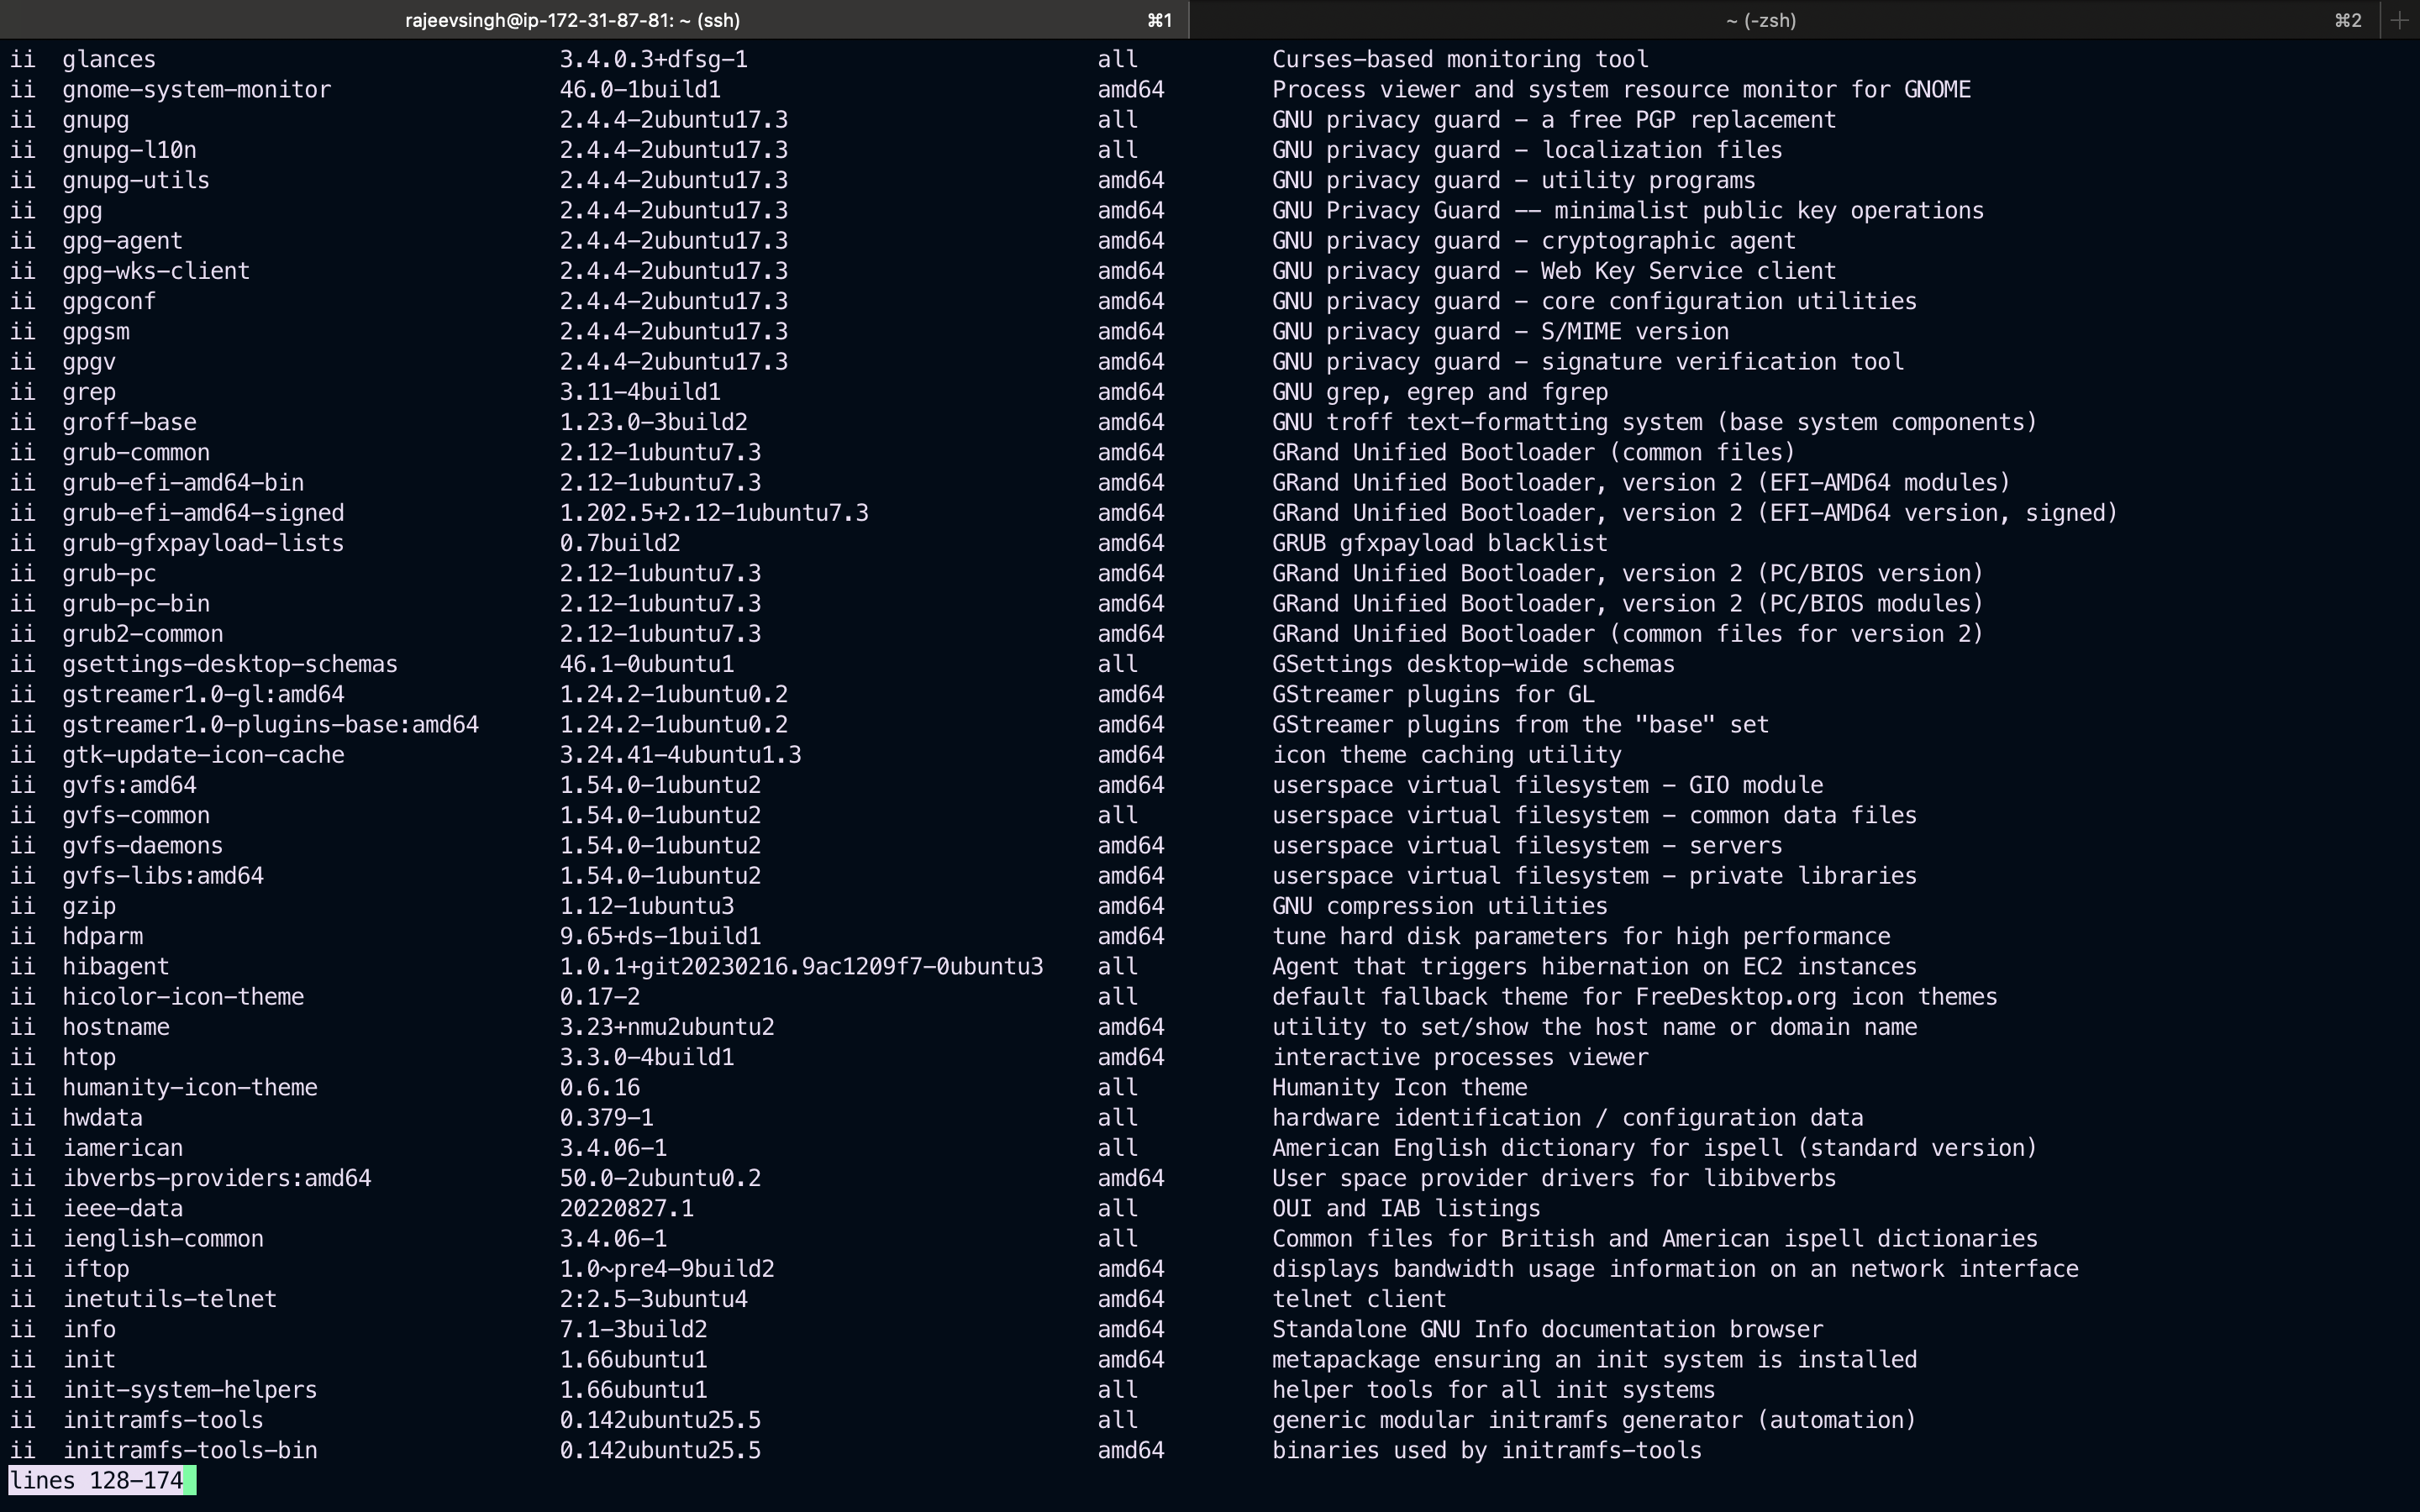 rajeevsingh@ip-172-31-87-81: ~ (ssh) ⌘1 ~ (-zsh) ⌘2 +
ii glances 3.4.0.3+dfsg-1 all Curses-based monitoring tool
ii gnome-system-monitor 46.0-1build1 amd64 Process viewer and system resource monitor for GNOME
ii gnupg 2.4.4-2ubuntu17.3 all GNU privacy guard - a free PGP replacement
ii gnupg-l10n 2.4.4-2ubuntu17.3 all GNU privacy guard - localization files
ii gnupg-utils 2.4.4-2ubuntu17.3 amd64 GNU privacy guard - utility programs
ii gpg 2.4.4-2ubuntu17.3 amd64 GNU Privacy Guard -- minimalist public key operations
ii gpg-agent 2.4.4-2ubuntu17.3 amd64 GNU privacy guard - cryptographic agent
ii gpg-wks-client 2.4.4-2ubuntu17.3 amd64 GNU privacy guard - Web Key Service client
ii gpgconf 2.4.4-2ubuntu17.3 amd64 GNU privacy guard - core configuration utilities
ii gpgsm 2.4.4-2ubuntu17.3 amd64 GNU privacy guard - S/MIME version
ii gpgv 2.4.4-2ubuntu17.3 amd64 GNU privacy guard - signature verification tool
ii grep 3.11-4build1 amd64 GNU grep, egrep and fgrep
ii groff-base 1.23.0-3build2 amd64 GNU troff text-formatting system (base system components)
ii grub-common 2.12-1ubuntu7.3 amd64 GRand Unified Bootloader (common files)
ii grub-efi-amd64-bin 2.12-1ubuntu7.3 amd64 GRand Unified Bootloader, version 2 (EFI-AMD64 modules)
ii grub-efi-amd64-signed 1.202.5+2.12-1ubuntu7.3 amd64 GRand Unified Bootloader, version 2 (EFI-AMD64 version, signed)
ii grub-gfxpayload-lists 0.7build2 amd64 GRUB gfxpayload blacklist
ii grub-pc 2.12-1ubuntu7.3 amd64 GRand Unified Bootloader, version 2 (PC/BIOS version)
ii grub-pc-bin 2.12-1ubuntu7.3 amd64 GRand Unified Bootloader, version 2 (PC/BIOS modules)
ii grub2-common 2.12-1ubuntu7.3 amd64 GRand Unified Bootloader (common files for version 2)
ii gsettings-desktop-schemas 46.1-0ubuntu1 all GSettings desktop-wide schemas
ii gstreamer1.0-gl:amd64 1.24.2-1ubuntu0.2 amd64 GStreamer plugins for GL
ii gstreamer1.0-plugins-base:amd64 1.24.2-1ubuntu0.2 amd64 GStreamer plugins from the "base" set
ii gtk-update-icon-cache 3.24.41-4ubuntu1.3 amd64 icon theme caching utility
ii gvfs:amd64 1.54.0-1ubuntu2 amd64 userspace virtual filesystem - GIO module
ii gvfs-common 1.54.0-1ubuntu2 all userspace virtual filesystem - common data files
ii gvfs-daemons 1.54.0-1ubuntu2 amd64 userspace virtual filesystem - servers
ii gvfs-libs:amd64 1.54.0-1ubuntu2 amd64 userspace virtual filesystem - private libraries
ii gzip 1.12-1ubuntu3 amd64 GNU compression utilities
ii hdparm 9.65+ds-1build1 amd64 tune hard disk parameters for high performance
ii hibagent 1.0.1+git20230216.9ac1209f7-0ubuntu3 all Agent that triggers hibernation on EC2 instances
ii hicolor-icon-theme 0.17-2 all default fallback theme for FreeDesktop.org icon themes
ii hostname 3.23+nmu2ubuntu2 amd64 utility to set/show the host name or domain name
ii htop 3.3.0-4build1 amd64 interactive processes viewer
ii humanity-icon-theme 0.6.16 all Humanity Icon theme
ii hwdata 0.379-1 all hardware identification / configuration data
ii iamerican 3.4.06-1 all American English dictionary for ispell (standard version)
ii ibverbs-providers:amd64 50.0-2ubuntu0.2 amd64 User space provider drivers for libibverbs
ii ieee-data 20220827.1 all OUI and IAB listings
ii ienglish-common 3.4.06-1 all Common files for British and American ispell dictionaries
ii iftop 1.0~pre4-9build2 amd64 displays bandwidth usage information on an network interface
ii inetutils-telnet 2:2.5-3ubuntu4 amd64 telnet client
ii info 7.1-3build2 amd64 Standalone GNU Info documentation browser
ii init 1.66ubuntu1 amd64 metapackage ensuring an init system is installed
ii init-system-helpers 1.66ubuntu1 all helper tools for all init systems
ii initramfs-tools 0.142ubuntu25.5 all generic modular initramfs generator (automation)
ii initramfs-tools-bin 0.142ubuntu25.5 amd64 binaries used by initramfs-tools
lines 128-174